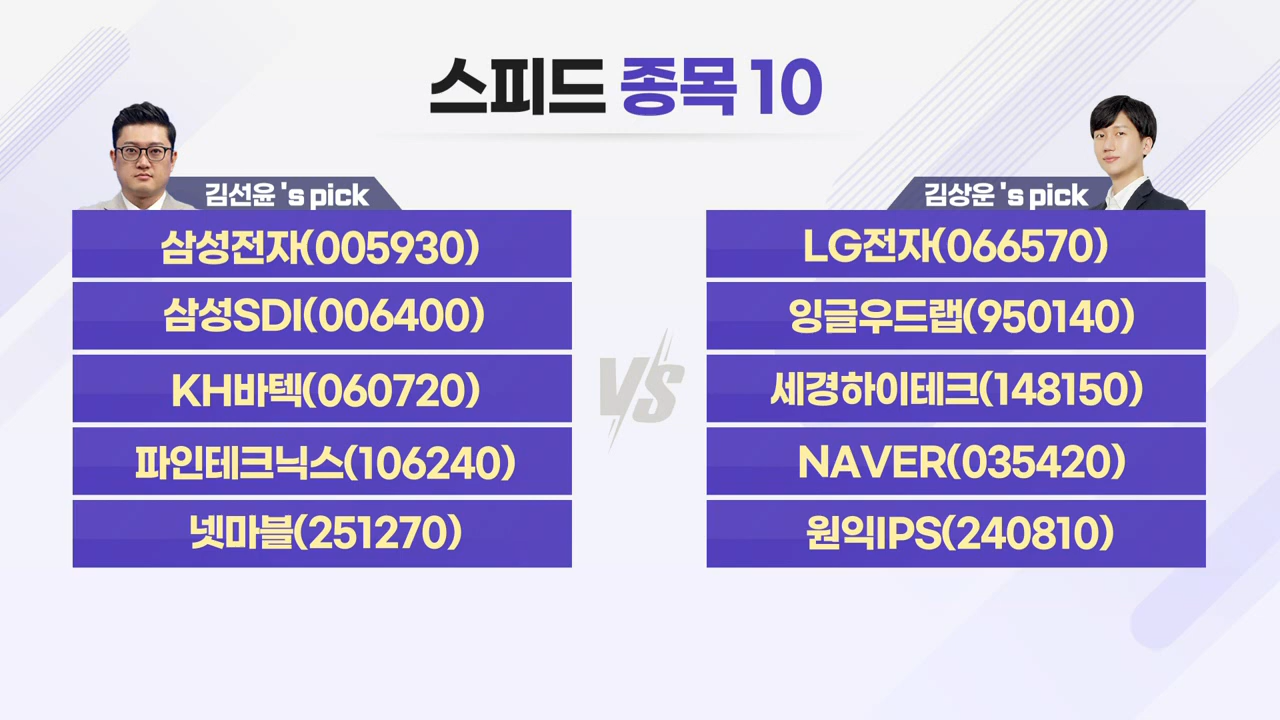 스피드 종목 10
김선윤 's pick
삼성전자(005930)
삼성SDI(006400)
KH바텍(060720)
파인테크닉스(106240)
넷마블(251270)
VS
김상운 's pick
LG전자(066570)
잉글우드랩(950140)
세경하이테크(148150)
NAVER(035420)
원익IPS(240810)